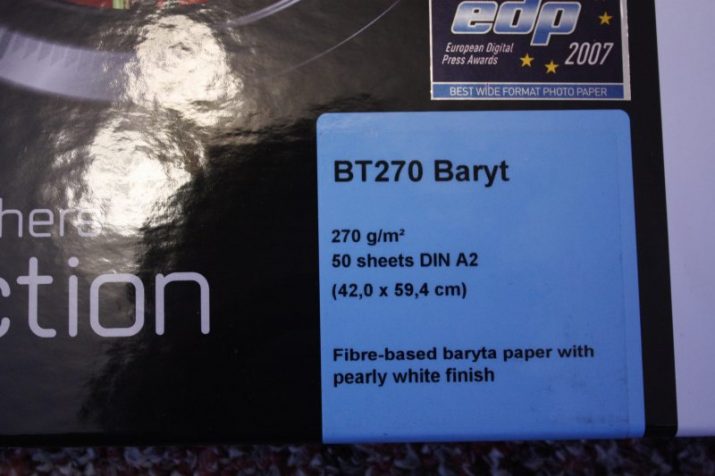 edp
European Digital
Press Awards
2007
BEST WIDE FORMAT PHOTO PAPER
BT270 Baryt
270 g/m²
50 sheets DIN A2
(42,0 x 59,4 cm)
Fibre-based baryta paper with
pearly white finish
hers
ction